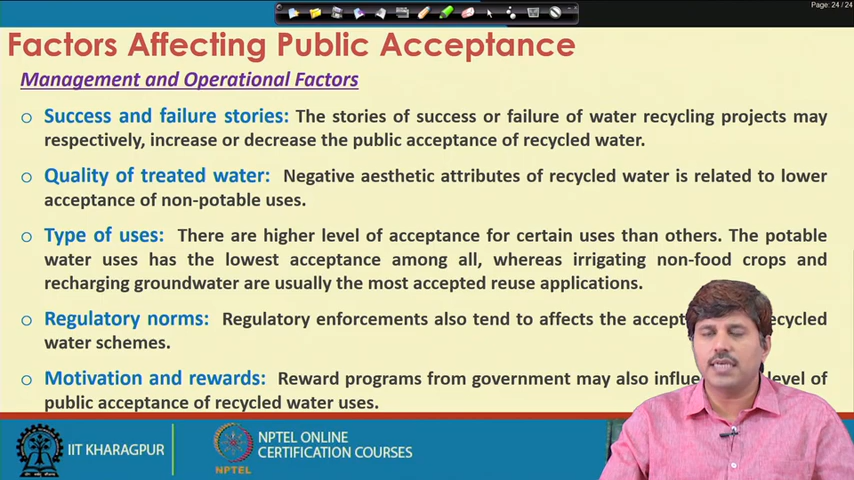 Page: 24 / 24
Factors Affecting Public Acceptance
Management and Operational Factors
o Success and failure stories: The stories of success or failure of water recycling projects may
respectively, increase or decrease the public acceptance of recycled water.
o Quality of treated water: Negative aesthetic attributes of recycled water is related to lower
acceptance of non-potable uses.
o Type of uses: There are higher level of acceptance for certain uses than others. The potable
water uses has the lowest acceptance among all, whereas irrigating non-food crops and
recharging groundwater are usually the most accepted reuse applications.
o Regulatory norms: Regulatory enforcements also tend to affects the recycled
water schemes.
o Motivation and rewards: Reward programs from government may also level of
public acceptance of recycled water uses.
IIT KHARAGPUR
NPTEL
NPTEL ONLINE
CERTIFICATION COURSES